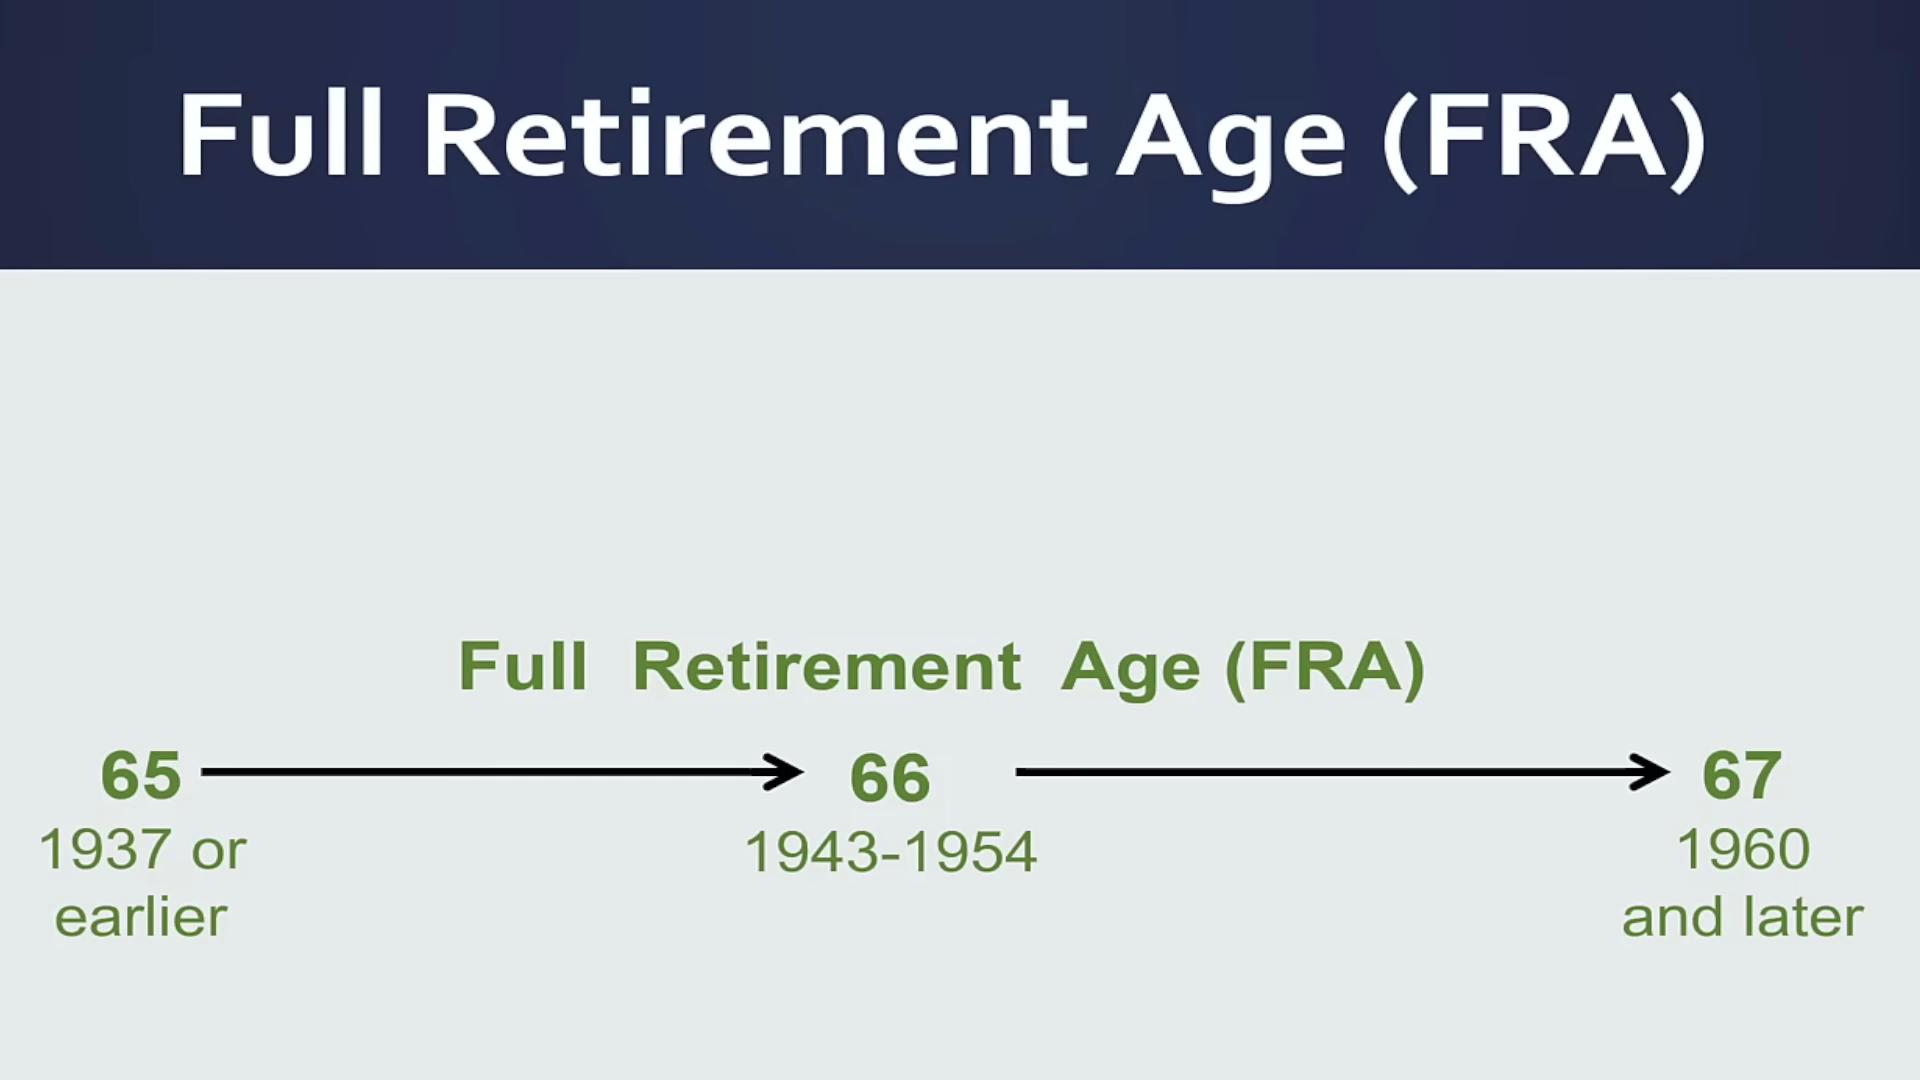 Full Retirement Age (FRA)
Full Retirement Age (FRA)
65
66
67
1937 or
earlier
1943-1954
1960
and later